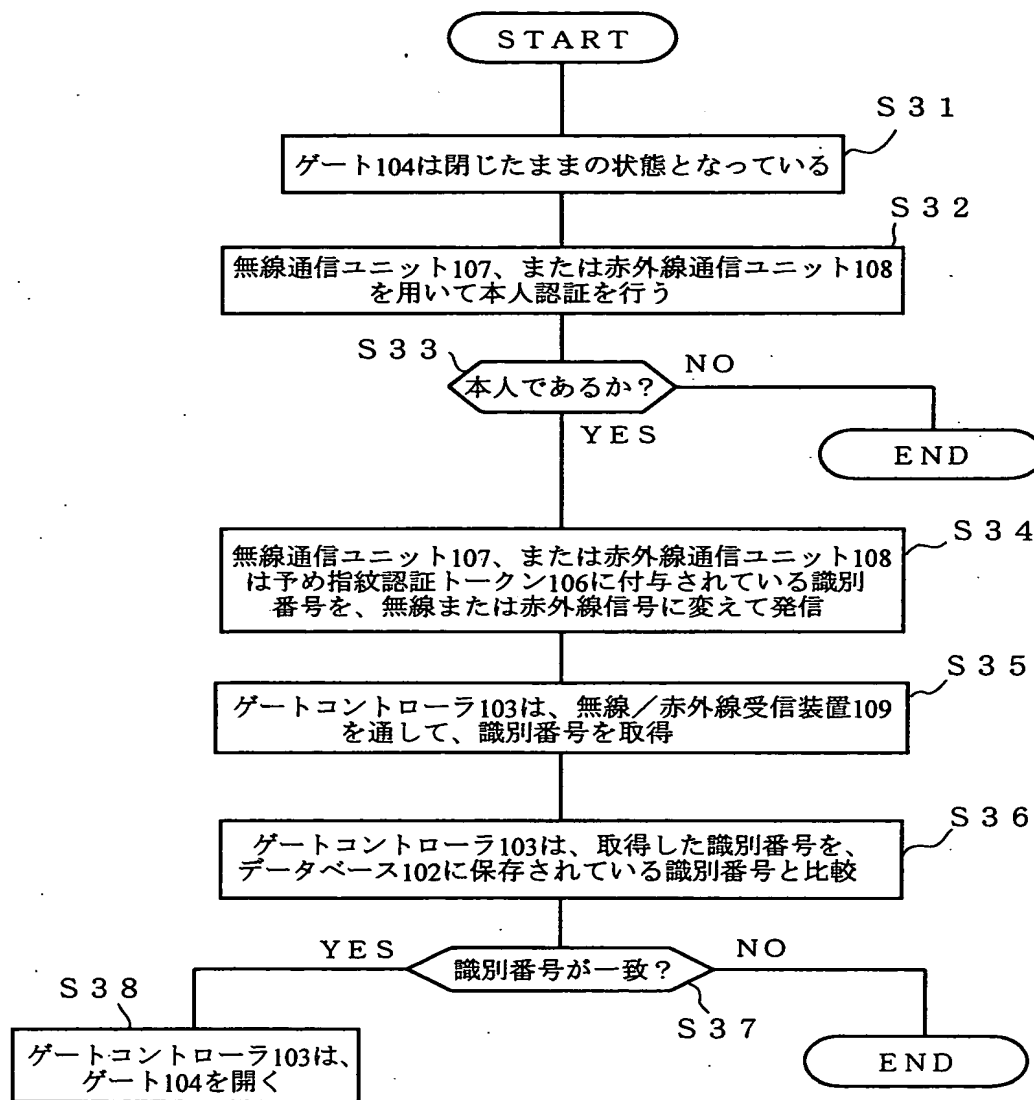 START
S31
ゲート104は閉じたままの状態となっている
S32
無線通信ユニット107、または赤外線通信ユニット108
を用いて本人認証を行う
S33
本人であるか?
NO
YES
END
S34
無線通信ユニット107、または赤外線通信ユニット108
は予め指紋認証トークン106に付与されている識別
番号を、無線または赤外線信号に変えて発信
S35
ゲートコントローラ103は、無線/赤外線受信装置109
を通して、識別番号を取得
S36
ゲートコントローラ103は、取得した識別番号を、
データベース102に保存されている識別番号と比較
YES
識別番号が一致?
NO
S37
S38
ゲートコントローラ103は、
ゲート104を開く
END